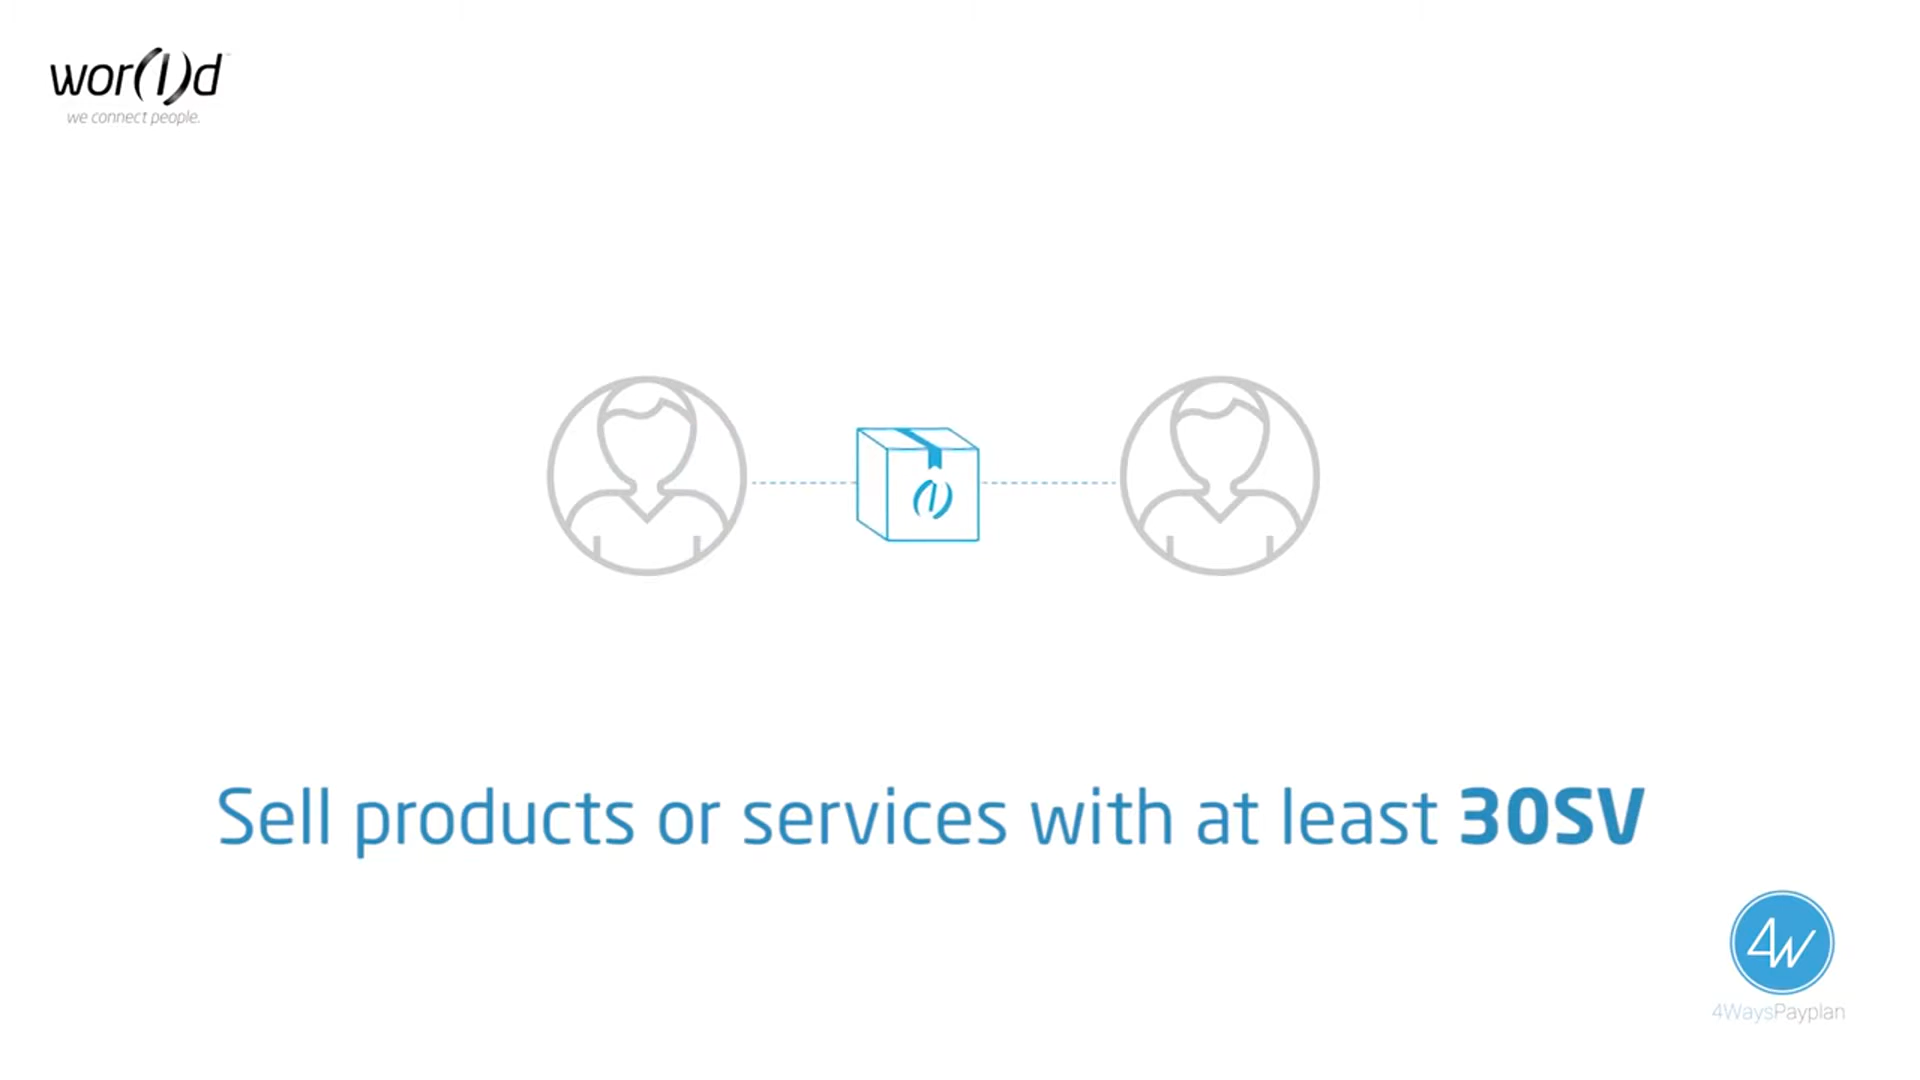 wor(l)d
we connect people.
Sell products or services with at least 30SV
4W
4WaysPayplan